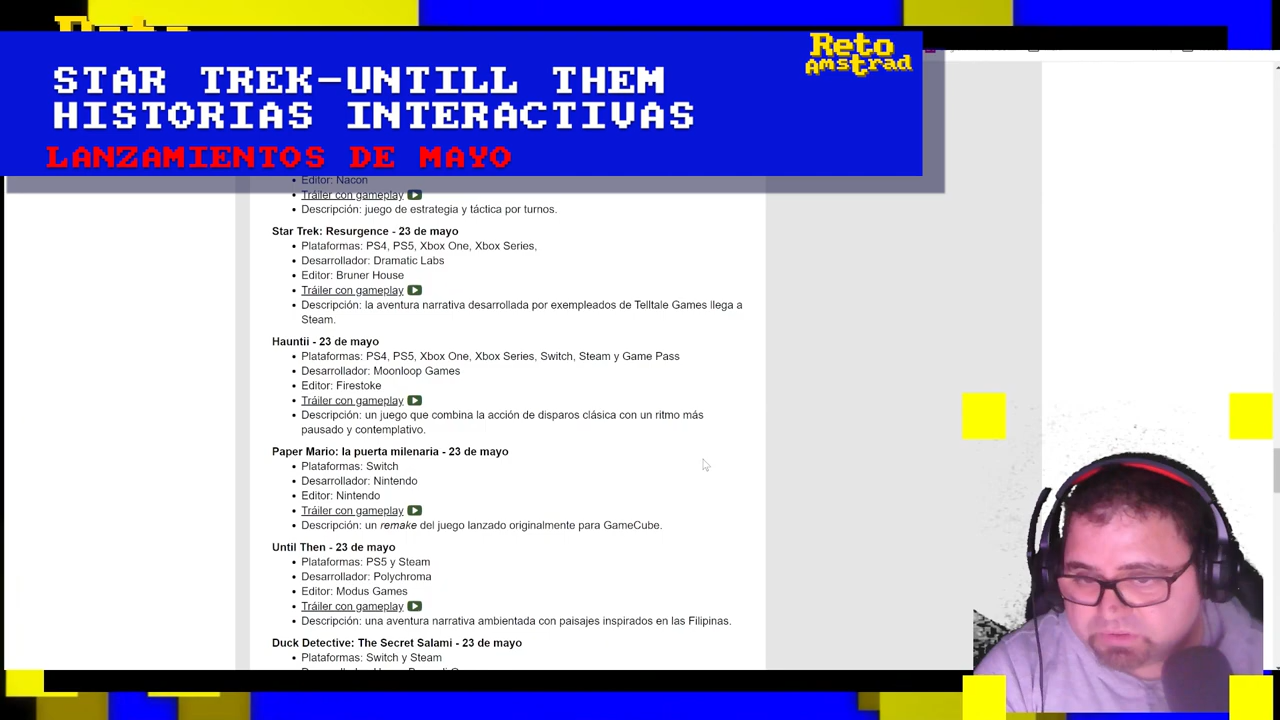 Reto
Amstrad
STAR TREK-UNTILL THEM
HISTORIAS INTERACTIVAS
LANZAMIENTOS DE MAYO
Editor: Nacon
Tráiler con gameplay
Descripción: juego de estrategia y táctica por turnos.
Star Trek: Resurgence - 23 de mayo
Plataformas: PS4, PS5, Xbox One, Xbox Series,
Desarrollador: Dramatic Labs
Editor: Bruner House
Tráiler con gameplay
Descripción: la aventura narrativa desarrollada por exempleados de Telltale Games llega a
Steam.
Hauntii - 23 de mayo
Plataformas: PS4, PS5, Xbox One, Xbox Series, Switch, Steam y Game Pass
Desarrollador: Moonloop Games
Editor: Firestoke
Tráiler con gameplay
Descripción: un juego que combina la acción de disparos clásica con un ritmo más
pausado y contemplativo.
Paper Mario: la puerta milenaria - 23 de mayo
Plataformas: Switch
Desarrollador: Nintendo
Editor: Nintendo
Tráiler con gameplay
Descripción: un remake del juego lanzado originalmente para GameCube.
Until Then - 23 de mayo
Plataformas: PS5 y Steam
Desarrollador: Polychroma
Editor: Modus Games
Tráiler con gameplay
Descripción: una aventura narrativa ambientada con paisajes inspirados en las Filipinas.
Duck Detective: The Secret Salami - 23 de mayo
Plataformas: Switch y Steam